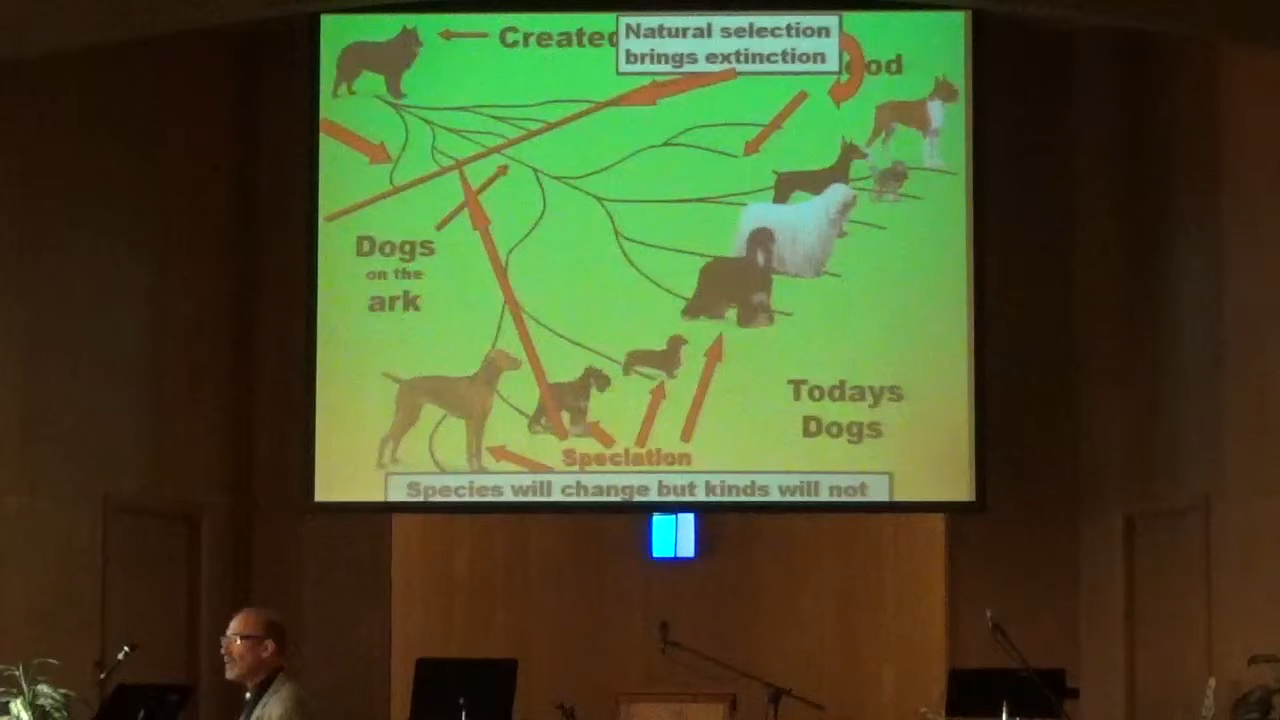 Created
Natural selection
brings extinction
ood
Dogs
on the
ark
Todays
Dogs
Speciation
Species will change but kinds will not